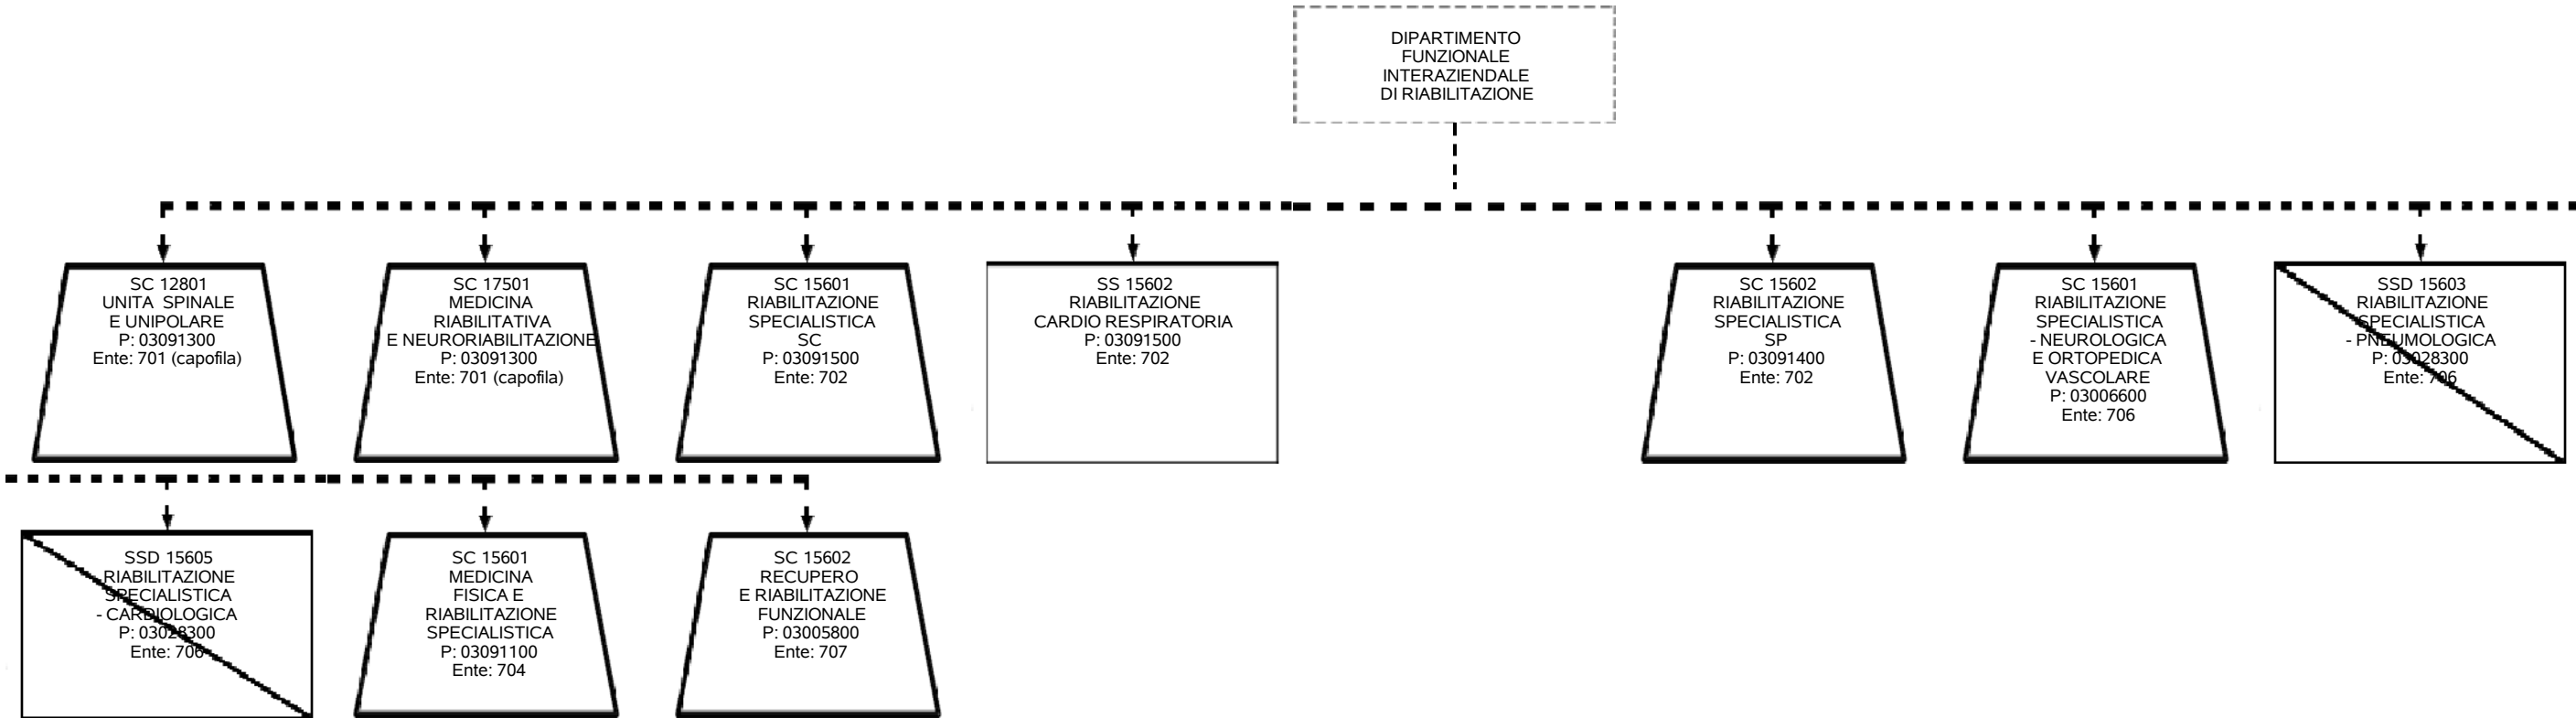 DIPARTIMENTO
FUNZIONALE
INTERAZIENDALE
DI RIABILITAZIONE
SC 12801
UNITA SPINALE
E UNIPOLARE
P: 03091300
Ente: 701 (capofila)
SC 17501
MEDICINA
RIABILITATIVA
E NEURORIABILITAZIONE
P: 03091300
Ente: 701 (capofila)
SC 15601
RIABILITAZIONE
SPECIALISTICA
SC
P: 03091500
Ente: 702
SS 15602
RIABILITAZIONE
CARDIO RESPIRATORIA
P: 03091500
Ente: 702
SC 15602
RIABILITAZIONE
SPECIALISTICA
SP
P: 03091400
Ente: 702
SC 15601
RIABILITAZIONE
SPECIALISTICA
- NEUROLOGICA
E ORTOPEDICA
VASCOLARE
P: 03006600
Ente: 706
SSD 15603
RIABILITAZIONE
SPECIALISTICA
- PNEUMOLOGICA
P: 03028300
Ente: 706
SSD 15605
RIABILITAZIONE
SPECIALISTICA
- CARDIOLOGICA
P: 03028300
Ente: 706
SC 15601
MEDICINA
FISICA E
RIABILITAZIONE
SPECIALISTICA
P: 03091100
Ente: 704
SC 15602
RECUPERO
E RIABILITAZIONE
FUNZIONALE
P: 03005800
Ente: 707